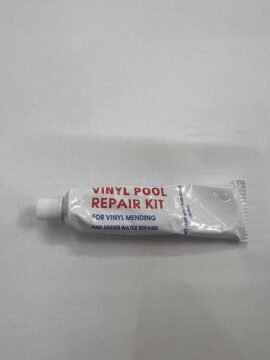 VINYL POOL
REPAIR KIT
FOR VINYL MENDING
AND UNDER WATER REPAIRS